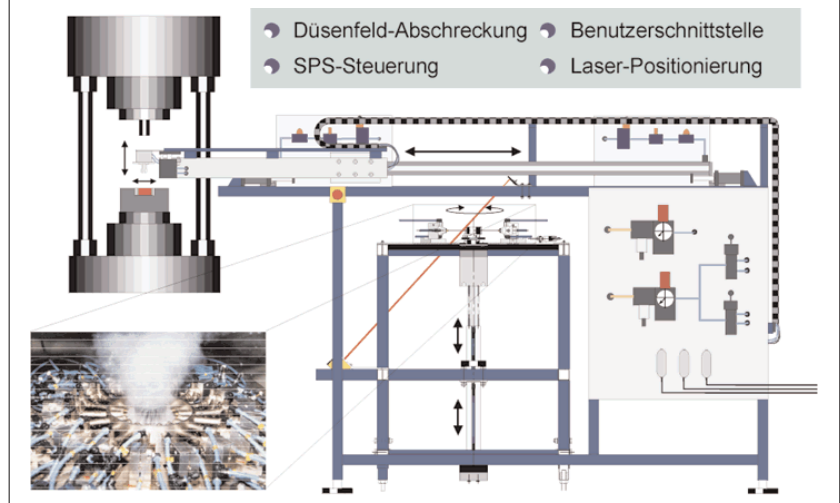 Düsenfeld-Abschreckung
Benutzerschnittstelle
SPS-Steuerung
Laser-Positionierung